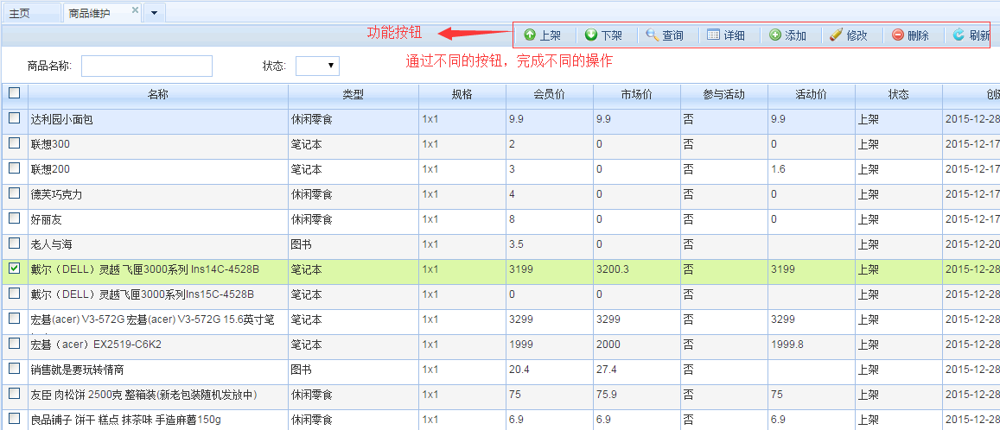 主页 商品维护
功能按钮 上架 下架 查询 详细 添加 修改 删除 刷新
通过不同的按钮，完成不同的操作
商品名称: 状态:
名称 类型 规格 会员价 市场价 参与活动 活动价 状态
达利园小面包 休闲零食 1x1 9.9 9.9 否 9.9 上架 2015-12-28
联想300 笔记本 1x1 2 0 否 0 上架 2015-12-17
联想200 笔记本 1x1 3 0 否 1.6 上架 2015-12-17
德芙巧克力 休闲零食 1x1 4 0 否 0 上架 2015-12-17
好丽友 休闲零食 1x1 8 0 否 0 上架 2015-12-17
老人与海 图书 1x1 3.5 否 上架 2015-12-20
戴尔（DELL）灵越 飞匣3000系列 Ins14C-4528B 笔记本 1x1 3199 3200.3 否 3199 上架 2015-12-28
戴尔（DELL）灵越飞匣3000系列Ins15C-4528B 笔记本 1x1 0 0 否 上架 2015-12-28
宏碁(acer) V3-572G 宏碁(acer) V3-572G 15.6英寸笔 笔记本 1x1 3299 3299 否 3299 上架 2015-12-28
宏碁（acer）EX2519-C6K2 笔记本 1x1 1999 2000 否 1999.8 上架 2015-12-28
销售就是要玩转情商 图书 1x1 20.4 27.4 否 上架 2015-12-28
友臣 肉松饼 2500克 整箱装(新老包装随机发放中) 休闲零食 1x1 75 75.9 否 75 上架 2015-12-28
良品铺子 饼干 糕点 抹茶味 手造麻薯150g 休闲零食 1x1 6.9 6.9 否 6.9 上架 2015-12-28